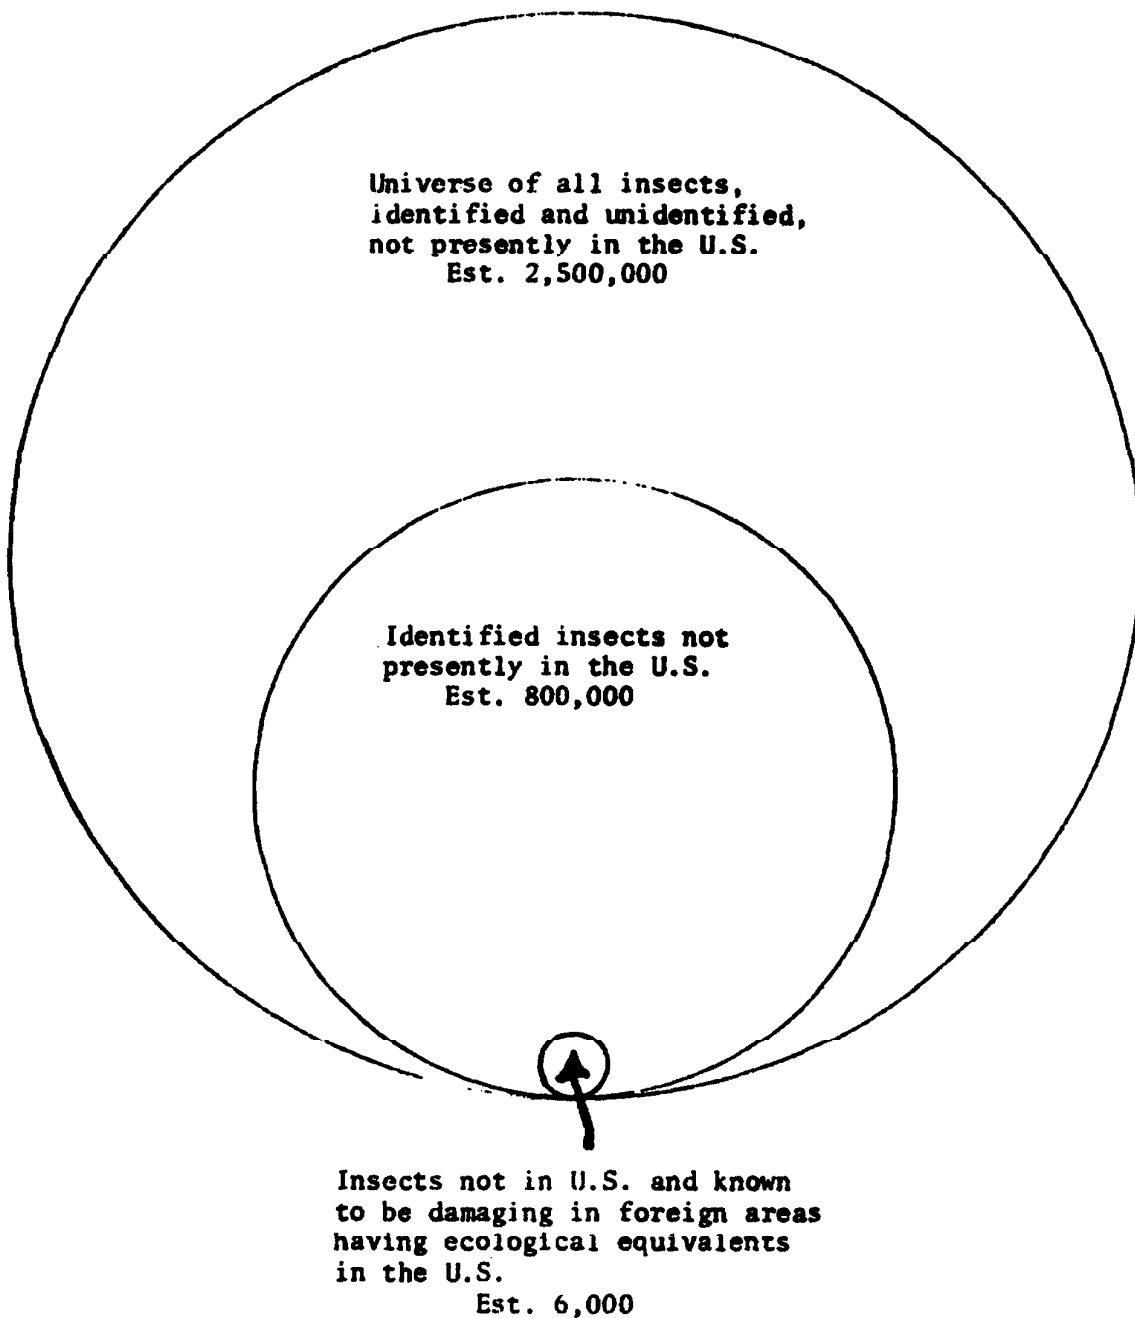 Universe of all insects,
identified and unidentified,
not presently in the U.S.
Est. 2,500,000
Identified insects not
presently in the U.S.
Est. 800,000
Insects not in U.S. and known
to be damaging in foreign areas
having ecological equivalents
in the U.S.
Est. 6,000